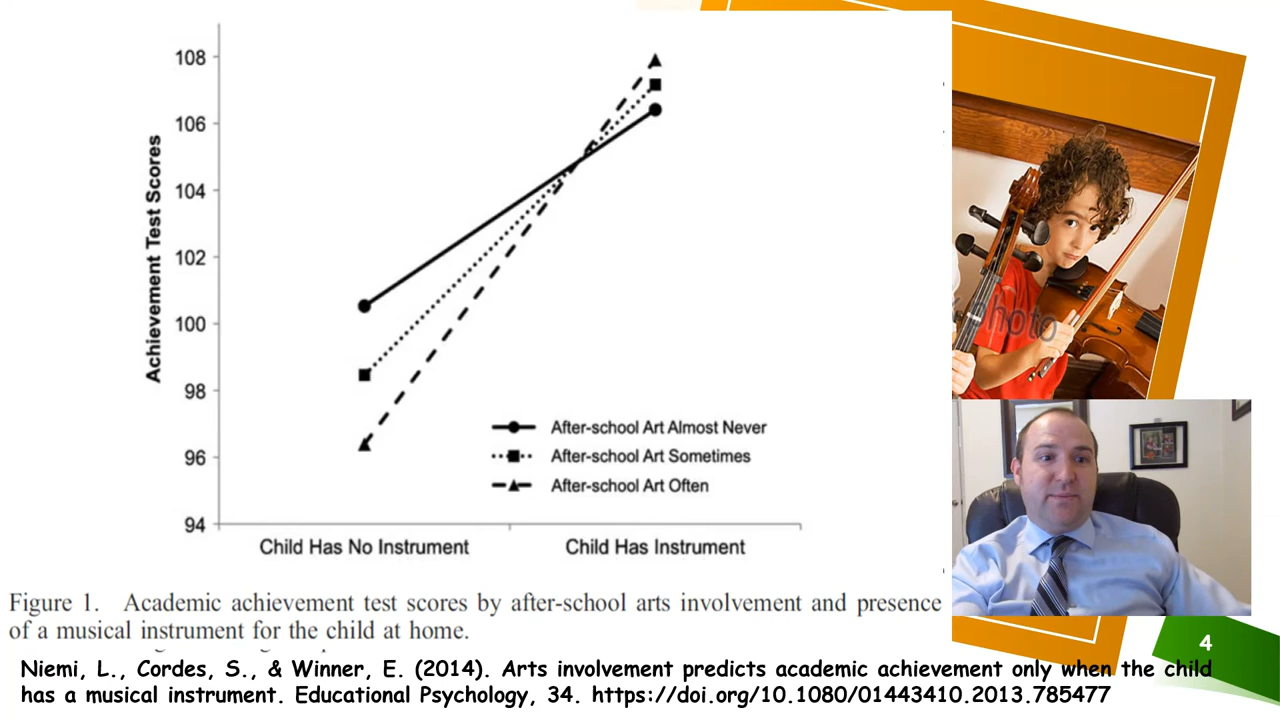 Achievement Test Scores
108
106
104
102
100
98
96
94
After-school Art Almost Never
After-school Art Sometimes
After-school Art Often
Child Has No Instrument
Child Has Instrument
Figure 1. Academic achievement test scores by after-school arts involvement and presence
of a musical instrument for the child at home.
photo
4
Niemi, L., Cordes, S., & Winner, E. (2014). Arts involvement predicts academic achievement only when the child
has a musical instrument. Educational Psychology, 34. https://doi.org/10.1080/01443410.2013.785477